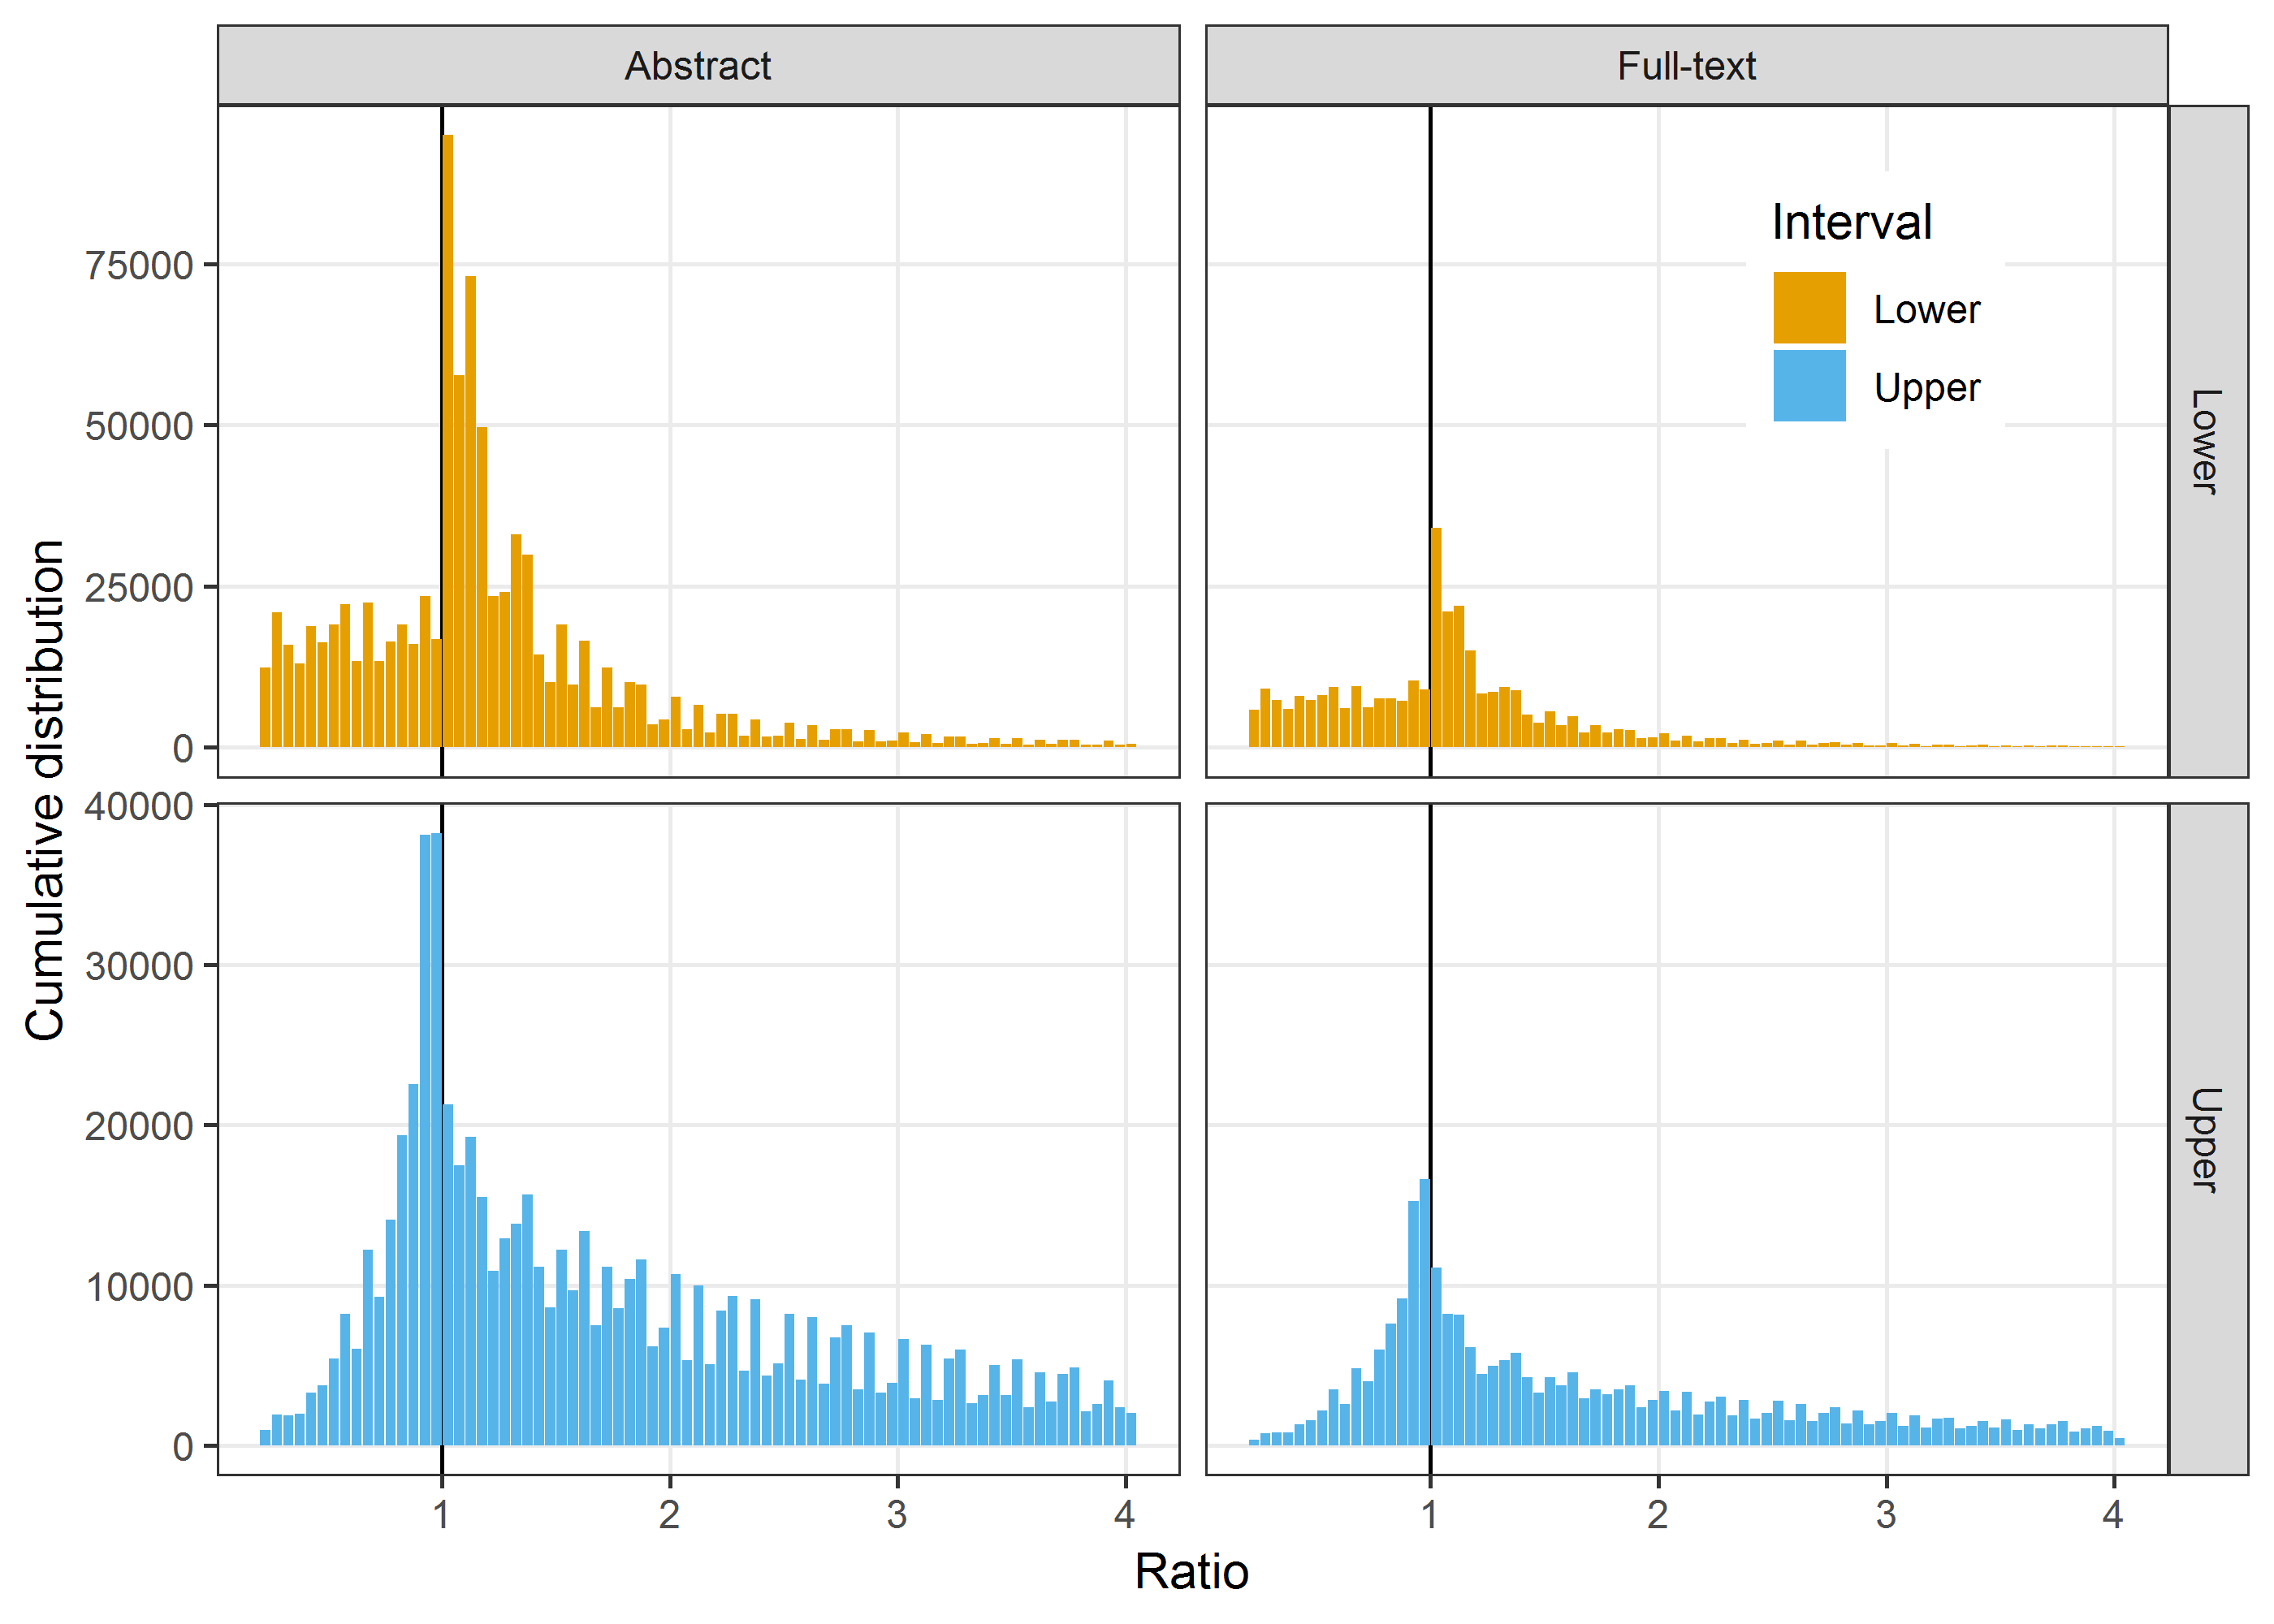 Abstract
Full-text
Cumulative distribution
75000
50000
25000
0
Interval
Lower
Upper
Lower
40000
30000
20000
10000
0
Upper
1
2
3
4
1
2
3
4
Ratio